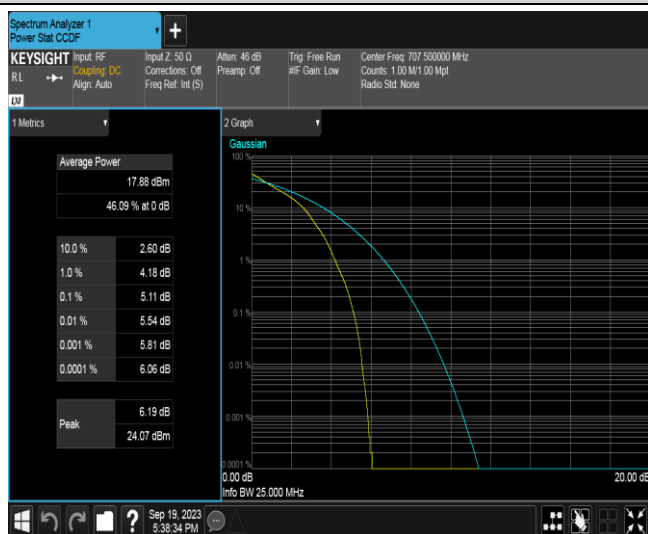 Spectrum Analyzer 1
Power Stat CCDF
+
KEYSIGHT
Input: RF
Input Z: 50 Ω
Atten: 46 dB
Trig: Free Run
Center Freq: 707.500000 MHz
R L
Coupling: DC
Corrections: Off
Preamp: Off
#IF Gain: Low
Counts: 1.00 M/1.00 Mpt
Align: Auto
Freq Ref: Int (S)
Radio Std: None
LXI
1 Metrics
2 Graph
Gaussian
Average Power
17.88 dBm
46.09 % at 0 dB
10.0 % 2.60 dB
1.0 % 4.18 dB
0.1 % 5.11 dB
0.01 % 5.54 dB
0.001 % 5.81 dB
0.0001 % 6.06 dB
Peak
6.19 dB
24.07 dBm
100 %
10 %
1 %
0.1 %
0.01 %
0.001 %
0.0001 %
0.00 dB
20.00 dB
Info BW 25.000 MHz
?
Sep 19, 2023
5:38:34 PM